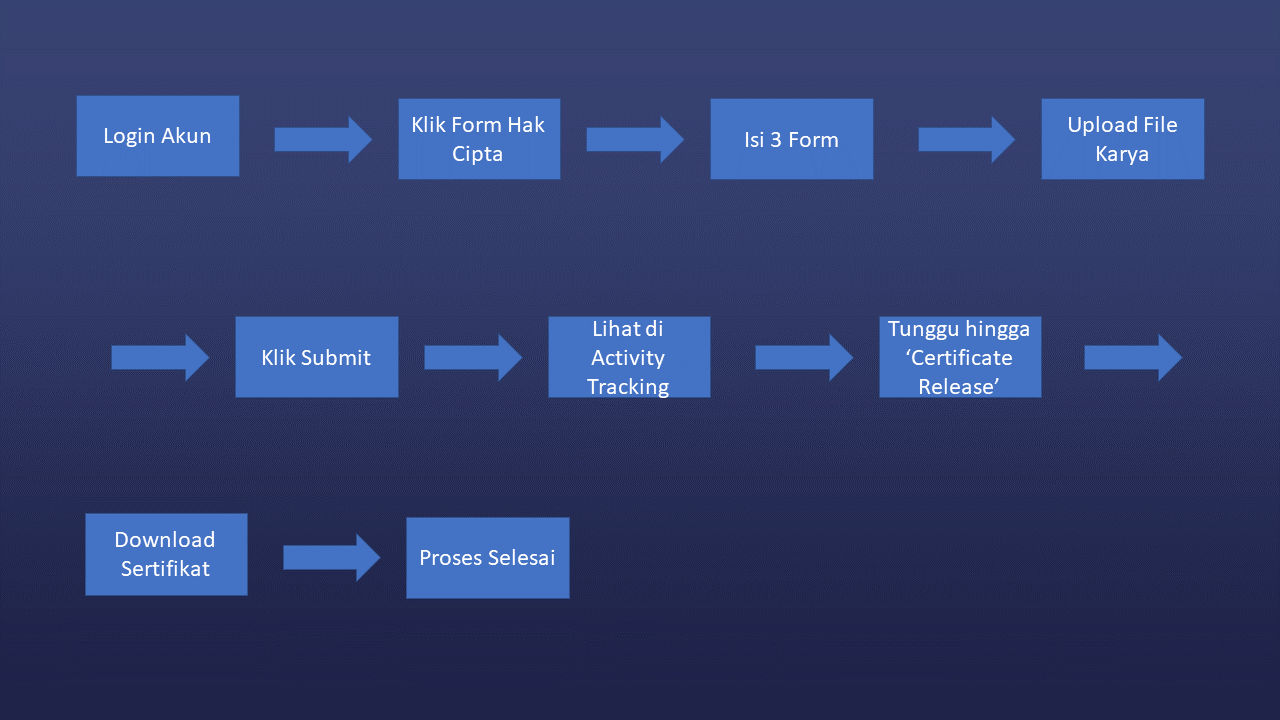 Login Akun
Klik Form Hak
Cipta
Isi 3 Form
Upload File
Karya
Klik Submit
Lihat di
Activity
Tracking
Tunggu hingga
‘Certificate
Release’
Download
Sertifikat
Proses Selesai